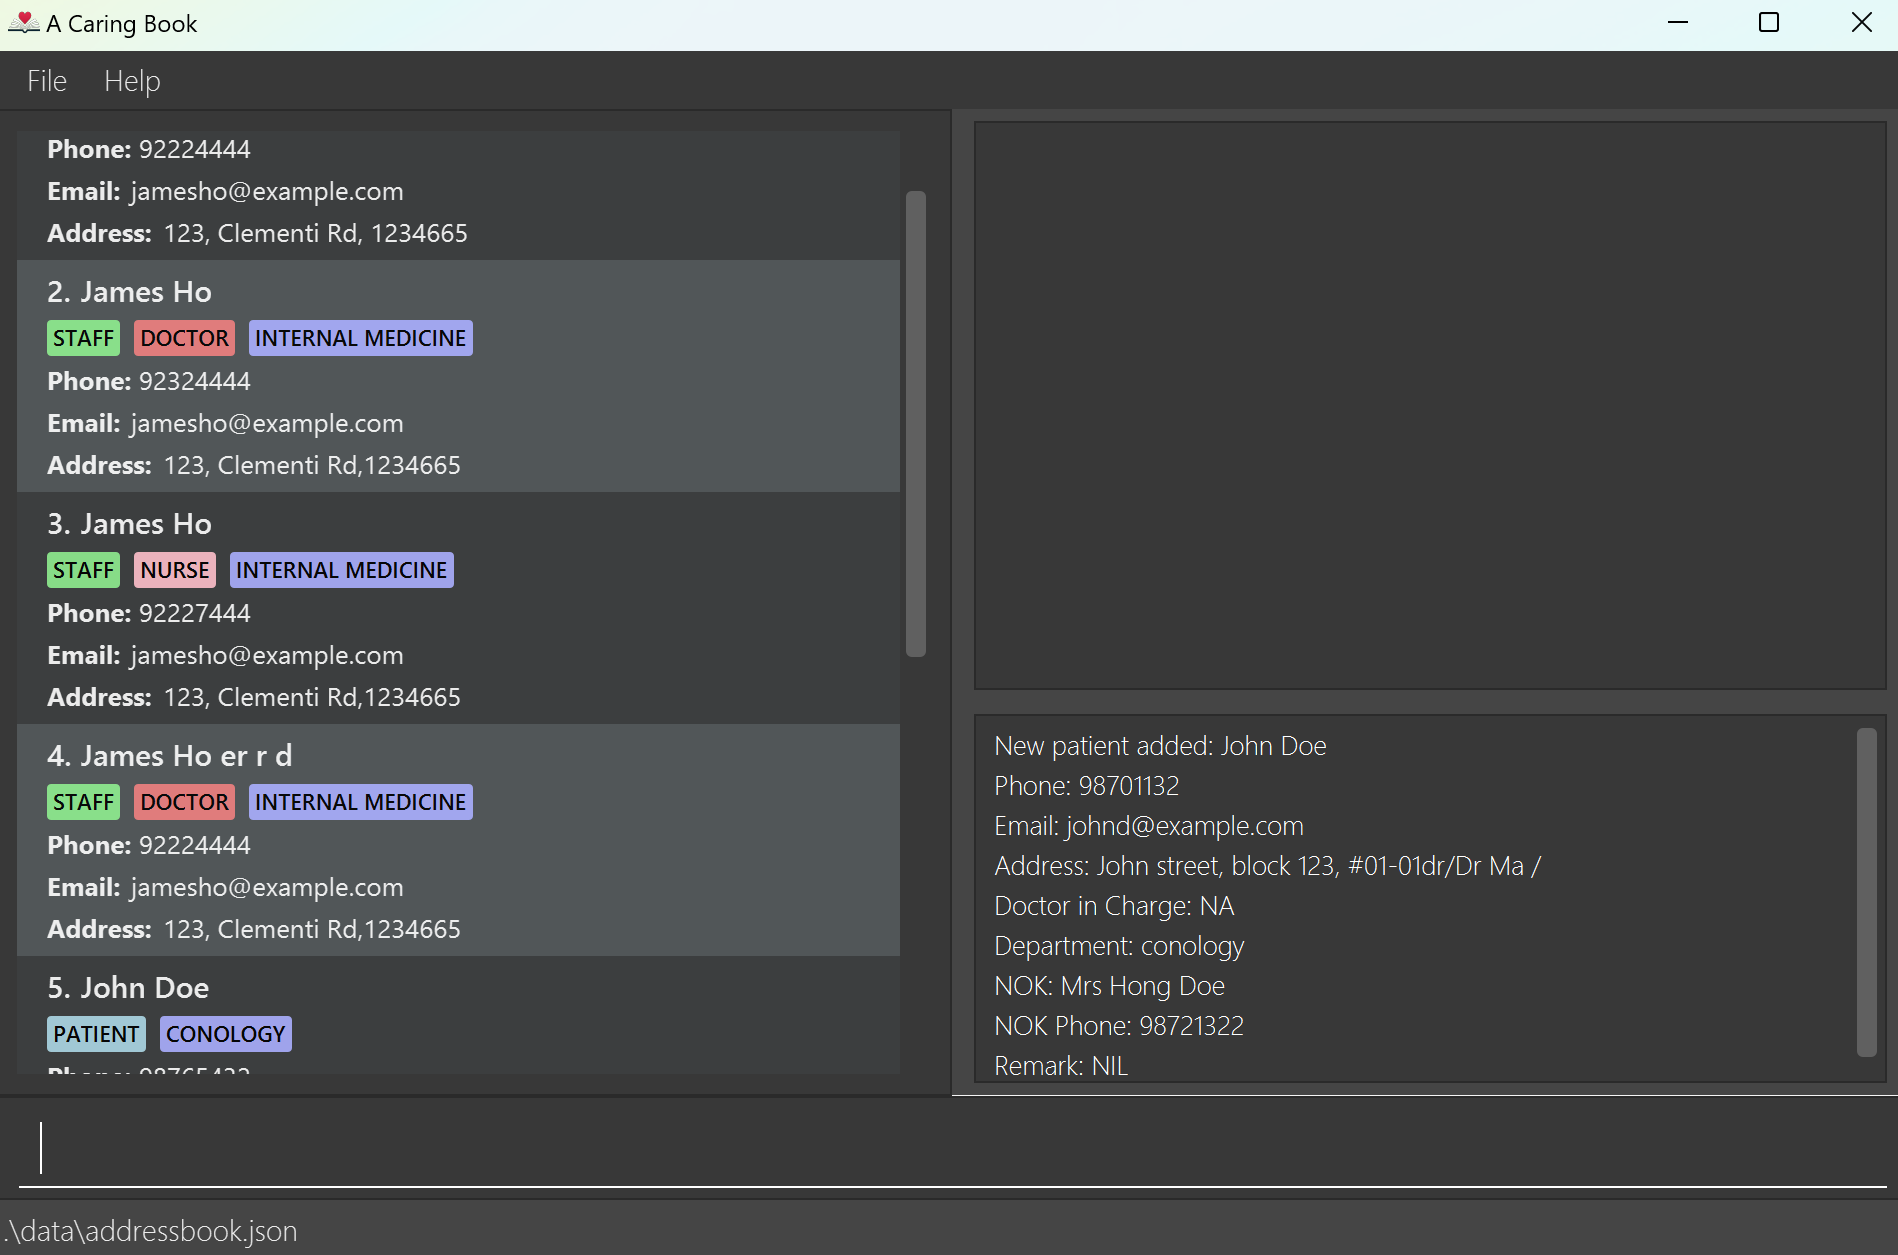 A Caring Book
File Help
Phone: 92224444
Email: jamesho@example.com
Address: 123, Clementi Rd, 1234665
2. James Ho
STAFF DOCTOR INTERNAL MEDICINE
Phone: 92324444
Email: jamesho@example.com
Address: 123, Clementi Rd,1234665
3. James Ho
STAFF NURSE INTERNAL MEDICINE
Phone: 92227444
Email: jamesho@example.com
Address: 123, Clementi Rd,1234665
4. James Ho er r d
STAFF DOCTOR INTERNAL MEDICINE
Phone: 92224444
Email: jamesho@example.com
Address: 123, Clementi Rd,1234665
5. John Doe
PATIENT CONOLOGY
Phone: 98765432
New patient added: John Doe
Phone: 98701132
Email: johnd@example.com
Address: John street, block 123, #01-01dr/Dr Ma /
Doctor in Charge: NA
Department: conology
NOK: Mrs Hong Doe
NOK Phone: 98721322
Remark: NIL
.\data\addressbook.json